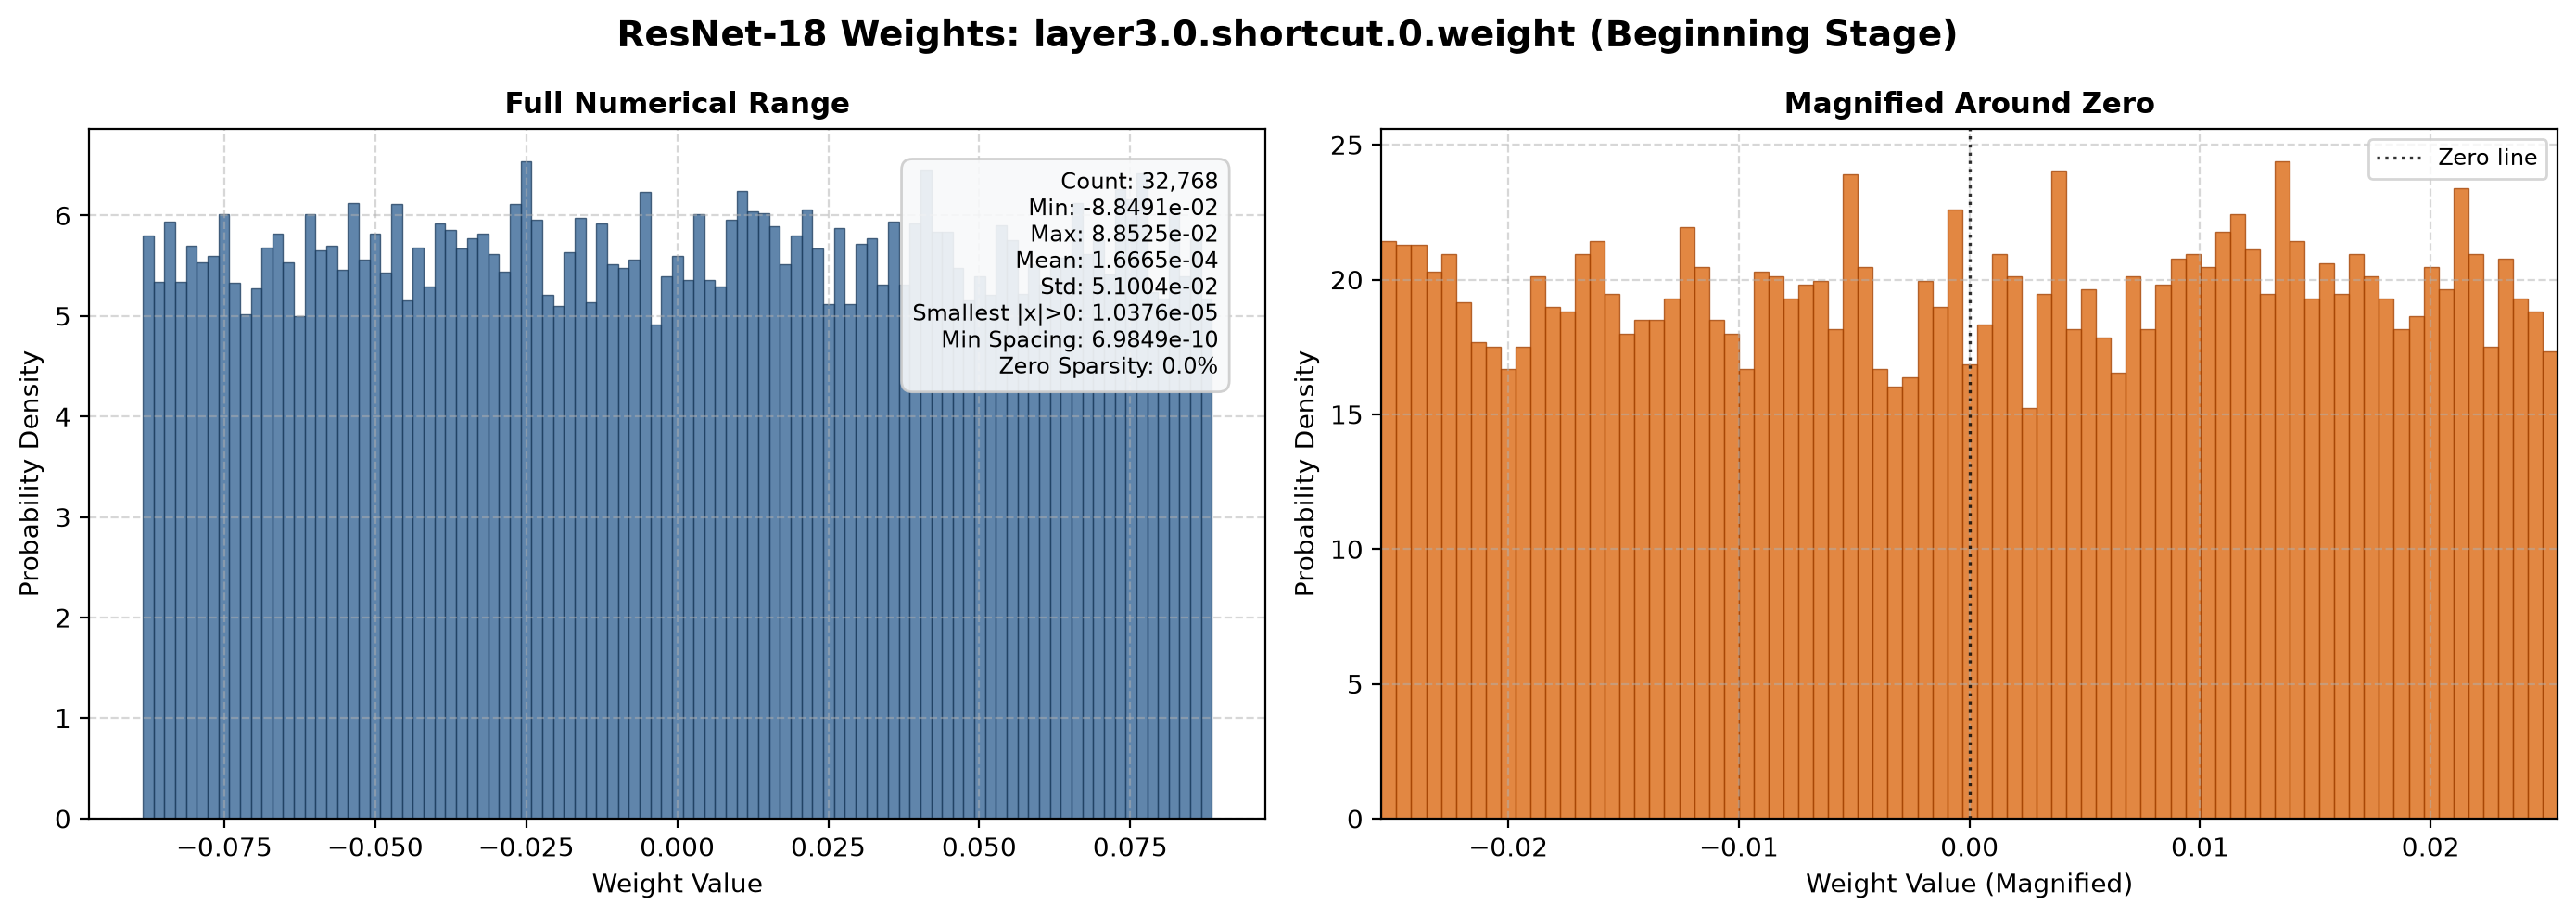 ResNet-18 Weights: layer3.0.shortcut.0.weight (Beginning Stage)
Full Numerical Range
Probability Density
6
5
4
3
2
1
0
Count: 32,768
Min: -8.8491e-02
Max: 8.8525e-02
Mean: 1.6665e-04
Std: 5.1004e-02
Smallest |x|>0: 1.0376e-05
Min Spacing: 6.9849e-10
Zero Sparsity: 0.0%
−0.075 −0.050 −0.025 0.000 0.025 0.050 0.075
Weight Value
Magnified Around Zero
Probability Density
25
20
15
10
5
0
Zero line
−0.02 −0.01 0.00 0.01 0.02
Weight Value (Magnified)